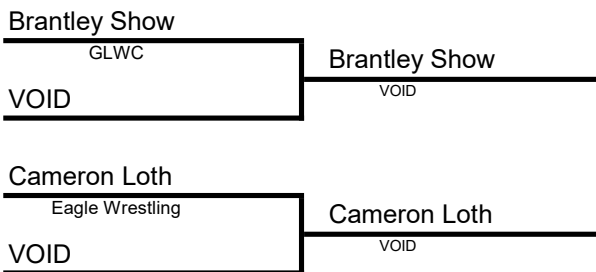 Brantley Show
GLWC
Brantley Show
VOID
VOID
Cameron Loth
Eagle Wrestling
Cameron Loth
VOID
VOID